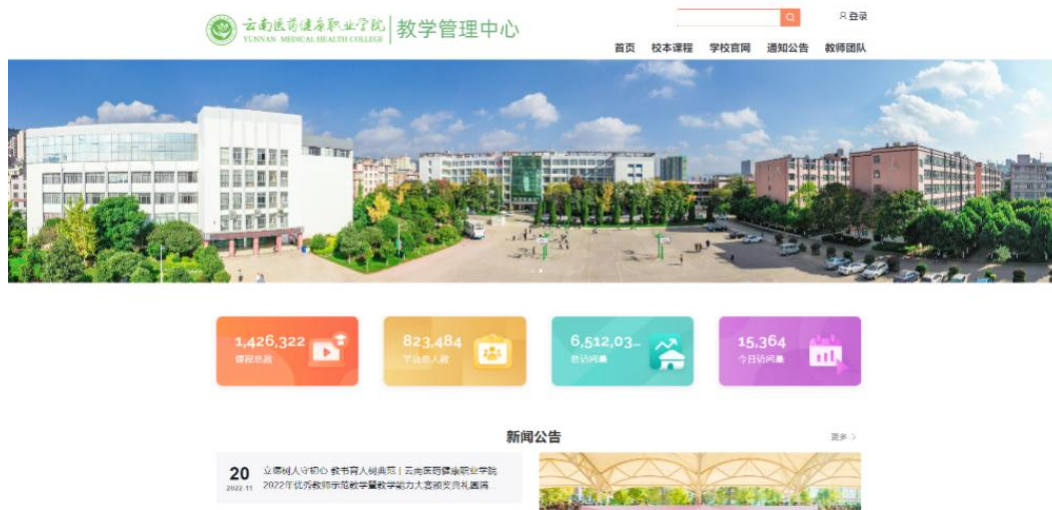 云南医药健康职业学院
YUNNAN MEDICAL HEALTH COLLEGE
教学管理中心
登录
首页 校本课程 学校官网 通知公告 教师团队
1,426,322
课程总数
823,484
平台总人数
6,512,03...
总访问量
15,364
今日访问量
新闻公告
更多 >
20
2022-11
立德树人守初心 教书育人树典范 | 云南医药健康职业学院
2022年优秀教师示范教学暨教学能力大赛颁奖典礼圆满...